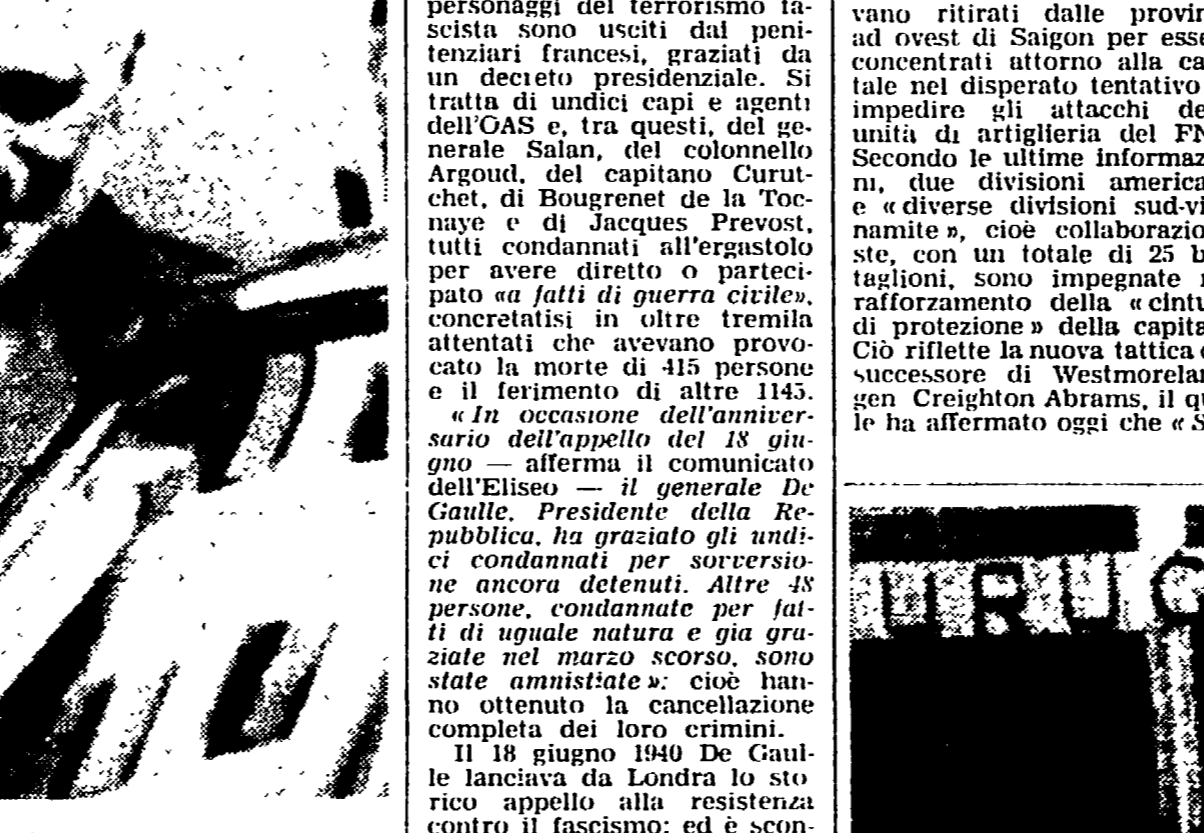 personaggi del terrorismo fa-
scista sono usciti dai peni-
tenziari francesi, graziati da
un decreto presidenziale. Si
tratta di undici capi e agenti
dell'OAS e, tra questi, del ge-
nerale Salan, del colonnello
Argoud, del capitano Curut-
chet, di Bougrenet de la Toc-
naye e di Jacques Prevost,
tutti condannati all'ergastolo
per avere diretto o parteci-
pato «a fatti di guerra civile»,
concretatisi in oltre tremila
attentati che avevano provo-
cato la morte di 415 persone
e il ferimento di altre 1145.
« In occasione dell'anniver-
sario dell'appello del 18 giu-
gno — afferma il comunicato
dell'Eliseo — il generale De
Gaulle, Presidente della Re-
pubblica, ha graziato gli undi-
ci condannati per sovversio-
ne ancora detenuti. Altre 48
persone, condannate per fat-
ti di uguale natura e gia gra-
ziate nel marzo scorso, sono
state amnistiate »: cioè han-
no ottenuto la cancellazione
completa dei loro crimini.
Il 18 giugno 1940 De Gaul-
le lanciava da Londra lo sto
rico appello alla resistenza
contro il fascismo: ed è scon-
vano ritirati dalle provin
ad ovest di Saigon per esse
concentrati attorno alla ca
tale nel disperato tentativo
impedire gli attacchi de
unità di artiglieria del FN
Secondo le ultime informaz
ni, due divisioni america
e « diverse divisioni sud-vi
namite », cioè collaborazio
ste, con un totale di 25 b
taglioni, sono impegnate n
rafforzamento della « cintu
di protezione » della capita
Ciò riflette la nuova tattica d
successore di Westmorelan
gen Creighton Abrams, il qu
le ha affermato oggi che « S
URUG